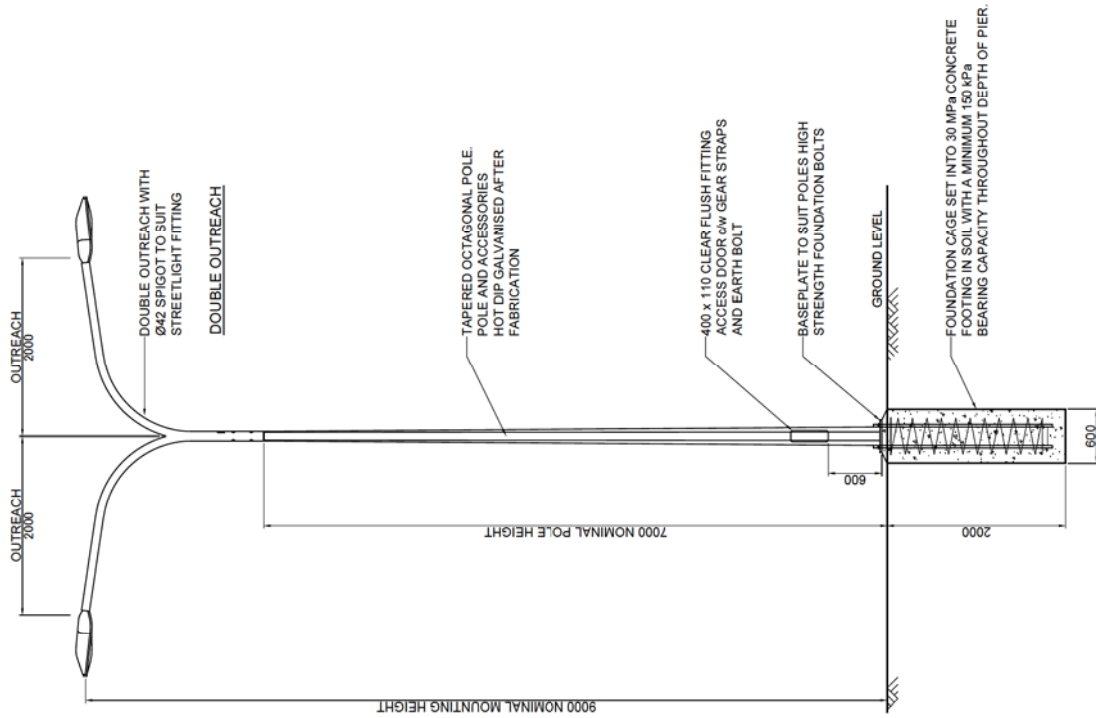 OUTREACH
2000
OUTREACH
2000
DOUBLE OUTREACH WITH
Ø42 SPIGOT TO SUIT
STREETLIGHT FITTING
DOUBLE OUTREACH
TAPERED OCTAGONAL POLE.
POLE AND ACCESSORIES
HOT DIP GALVANISED AFTER
FABRICATION
400 x 110 CLEAR FLUSH FITTING
ACCESS DOOR c/w GEAR STRAPS
AND EARTH BOLT
BASEPLATE TO SUIT POLES HIGH
STRENGTH FOUNDATION BOLTS
GROUND LEVEL
FOUNDATION CAGE SET INTO 30 MPa CONCRETE
FOOTING IN SOIL WITH A MINIMUM 150 kPa
BEARING CAPACITY THROUGHOUT DEPTH OF PIER.
9000 NOMINAL MOUNTING HEIGHT
7000 NOMINAL POLE HEIGHT
600
2000
600